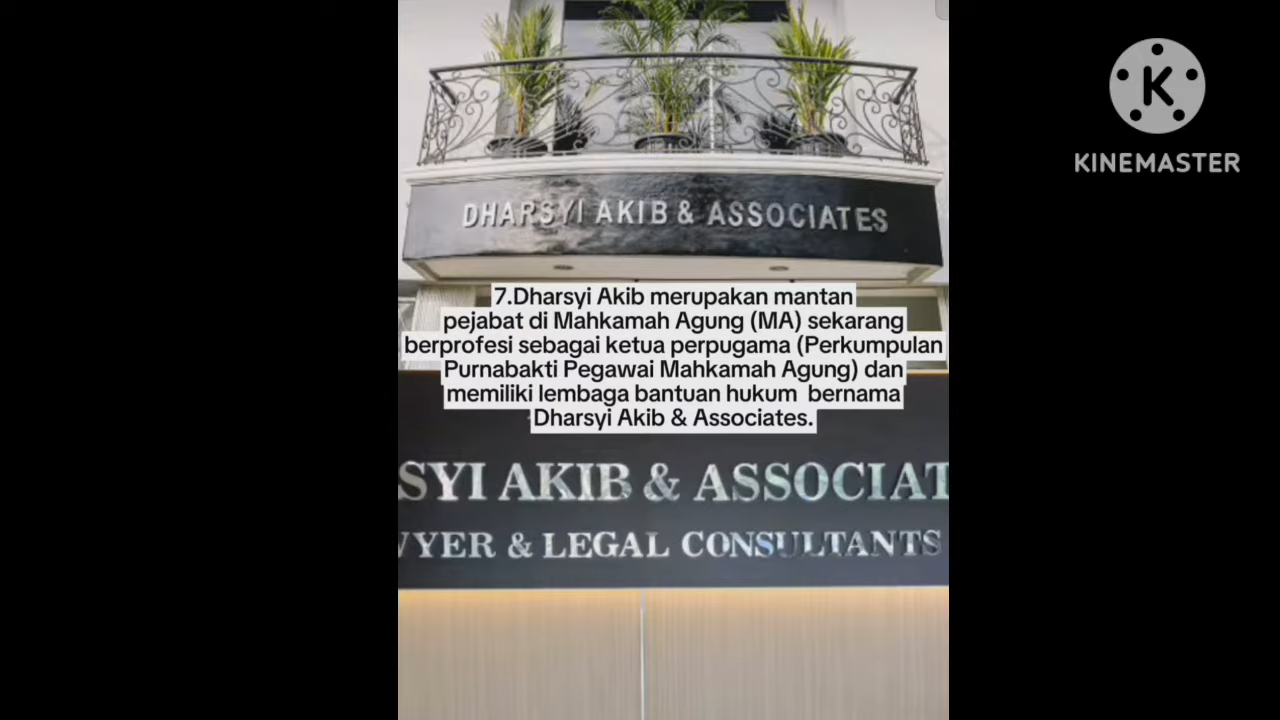 DHARSYI AKIB & ASSOCIATES
7.Dharsyi Akib merupakan mantan
pejabat di Mahkamah Agung (MA) sekarang
berprofesi sebagai ketua perpugama (Perkumpulan
Purnabakti Pegawai Mahkamah Agung) dan
memiliki lembaga bantuan hukum bernama
Dharsyi Akib & Associates.
SYI AKIB & ASSOCIAT
YER & LEGAL CONSULTANTS
K
KINEMASTER